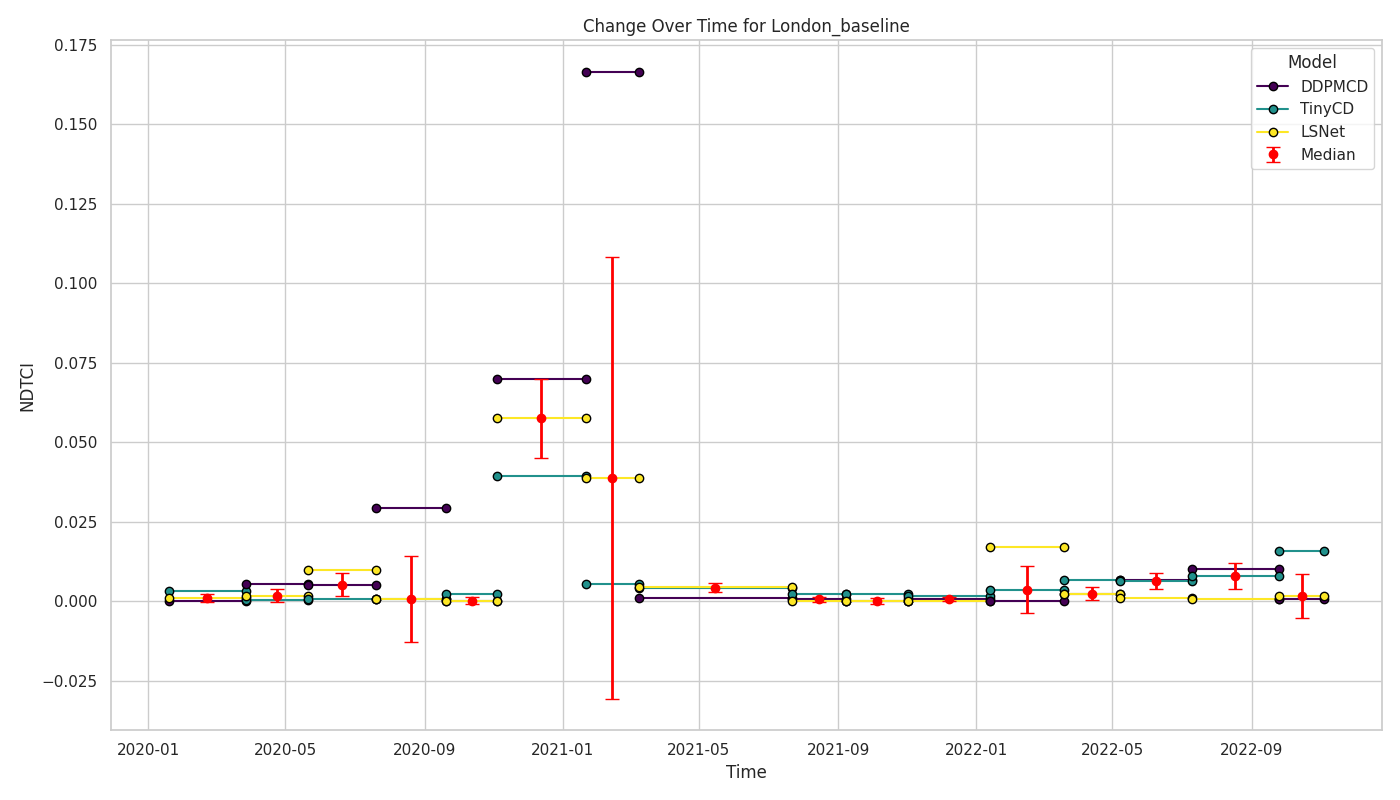 Change Over Time for London_baseline
Model
DDPMCD
TinyCD
LSNet
Median
NDTCI
0.175
0.150
0.125
0.100
0.075
0.050
0.025
0.000
−0.025
2020-01 2020-05 2020-09 2021-01 2021-05 2021-09 2022-01 2022-05 2022-09
Time